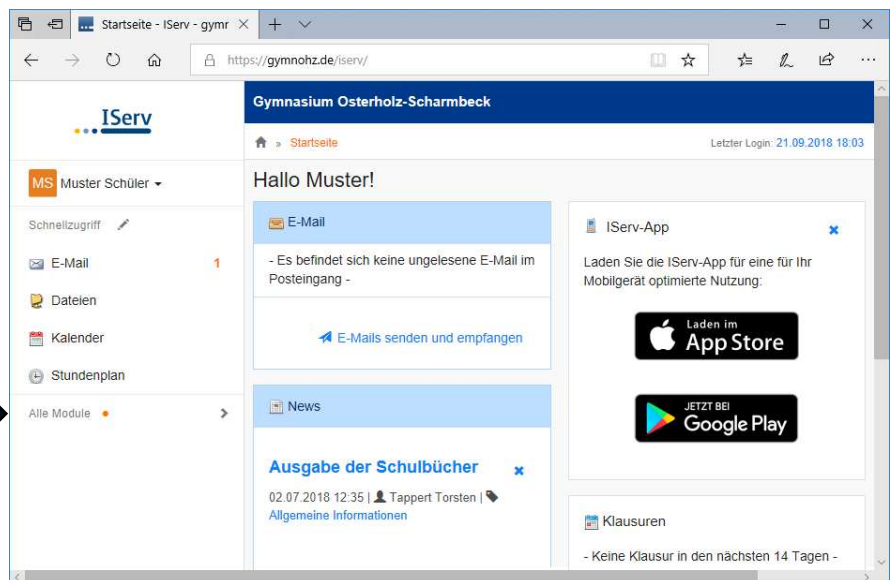 Startseite - IServ - gymr
https://gymnohz.de/iserv/
IServ
MS Muster Schüler
Schnellzugriff
E-Mail 1
Dateien
Kalender
Stundenplan
Alle Module
Gymnasium Osterholz-Scharmbeck
» Startseite
Letzter Login: 21.09.2018 18:03
Hallo Muster!
E-Mail
- Es befindet sich keine ungelesene E-Mail im
Posteingang -
E-Mails senden und empfangen
News
Ausgabe der Schulbücher
02.07.2018 12:35 | Tappert Torsten |
Allgemeine Informationen
IServ-App
Laden Sie die IServ-App für eine für Ihr
Mobilgerät optimierte Nutzung:
Laden im
App Store
JETZT BEI
Google Play
Klausuren
- Keine Klausur in den nächsten 14 Tagen -